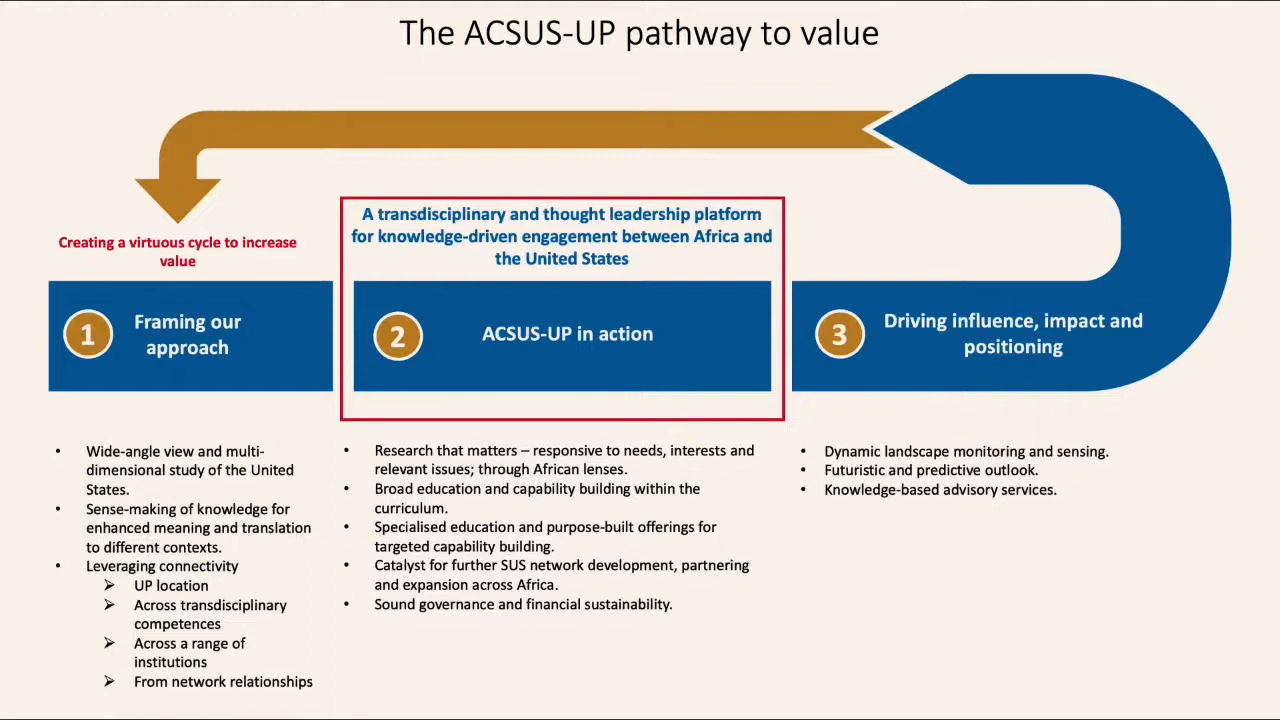 The ACSUS-UP pathway to value
Creating a virtuous cycle to increase
value
A transdisciplinary and thought leadership platform
for knowledge-driven engagement between Africa and
the United States
1
Framing our
approach
2
ACSUS-UP in action
3
Driving influence, impact and
positioning
• Wide-angle view and multi-
dimensional study of the United
States.
• Sense-making of knowledge for
enhanced meaning and translation
to different contexts.
• Leveraging connectivity
➢ UP location
➢ Across transdisciplinary
competences
➢ Across a range of
institutions
➢ From network relationships
• Research that matters – responsive to needs, interests and
relevant issues; through African lenses.
• Broad education and capability building within the
curriculum.
• Specialised education and purpose-built offerings for
targeted capability building.
• Catalyst for further SUS network development, partnering
and expansion across Africa.
• Sound governance and financial sustainability.
• Dynamic landscape monitoring and sensing.
• Futuristic and predictive outlook.
• Knowledge-based advisory services.